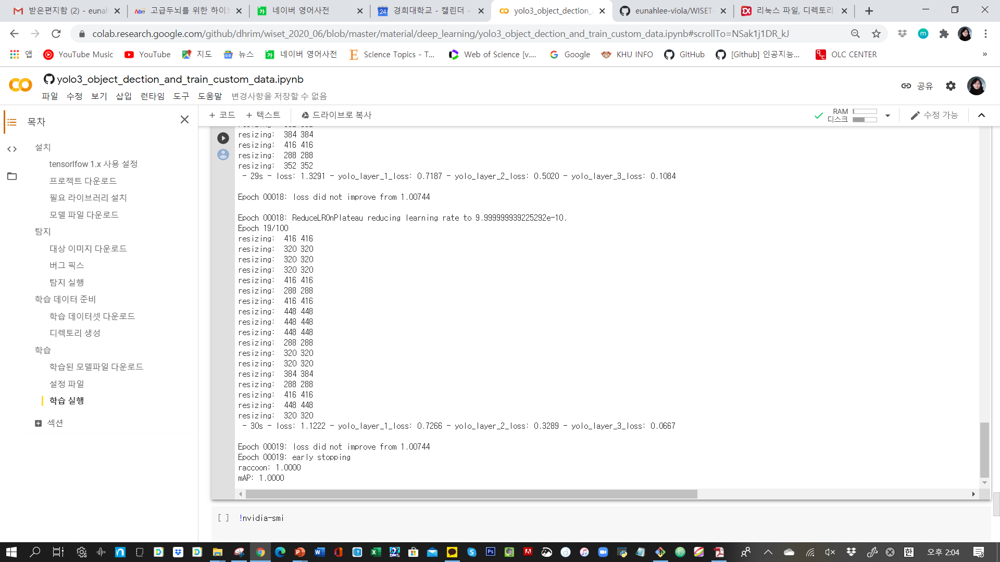 받은편지함 (2) - eunah
hbn 고급두뇌를 위한 하이브
네이버 영어사전
24 경희대학교 - 캘린더 -
yolo3_object_dection_
eunahlee-viola/WISET-
리눅스 파일, 디렉토리
colab.research.google.com/github/dhrim/wiset_2020_06/blob/master/material/deep_learning/yolo3_object_dection_and_train_custom_data.ipynb#scrollTo=NSak1j1DR_kJ
앱 YouTube Music YouTube 지도 뉴스 네이버 영어사전 Science Topics - T... Web of Science [v.... Google KHU INFO GitHub [Github] 인공지능... OLC CENTER »
yolo3_object_dection_and_train_custom_data.ipynb
파일 수정 보기 삽입 런타임 도구 도움말 변경사항을 저장할 수 없음
공유
목차
+ 코드 + 텍스트 드라이브로 복사
RAM
디스크
수정 가능
설치
tensorlfow 1.x 사용 설정
프로젝트 다운로드
필요 라이브러리 설치
모델 파일 다운로드
탐지
대상 이미지 다운로드
버그 픽스
탐지 실행
학습 데이터 준비
학습 데이터셋 다운로드
디렉토리 생성
학습
학습된 모델파일 다운로드
설정 파일
학습 실행
섹션
resizing: 384 384
resizing: 416 416
resizing: 288 288
resizing: 352 352
- 29s - loss: 1.3291 - yolo_layer_1_loss: 0.7187 - yolo_layer_2_loss: 0.5020 - yolo_layer_3_loss: 0.1084
Epoch 00018: loss did not improve from 1.00744
Epoch 00018: ReduceLROnPlateau reducing learning rate to 9.999999939225292e-10.
Epoch 19/100
resizing: 416 416
resizing: 320 320
resizing: 320 320
resizing: 320 320
resizing: 416 416
resizing: 288 288
resizing: 416 416
resizing: 448 448
resizing: 448 448
resizing: 448 448
resizing: 288 288
resizing: 320 320
resizing: 320 320
resizing: 384 384
resizing: 288 288
resizing: 416 416
resizing: 448 448
resizing: 320 320
- 30s - loss: 1.1222 - yolo_layer_1_loss: 0.7266 - yolo_layer_2_loss: 0.3289 - yolo_layer_3_loss: 0.0667
Epoch 00019: loss did not improve from 1.00744
Epoch 00019: early stopping
raccoon: 1.0000
mAP: 1.0000
[ ] !nvidia-smi
한 오후 2:04